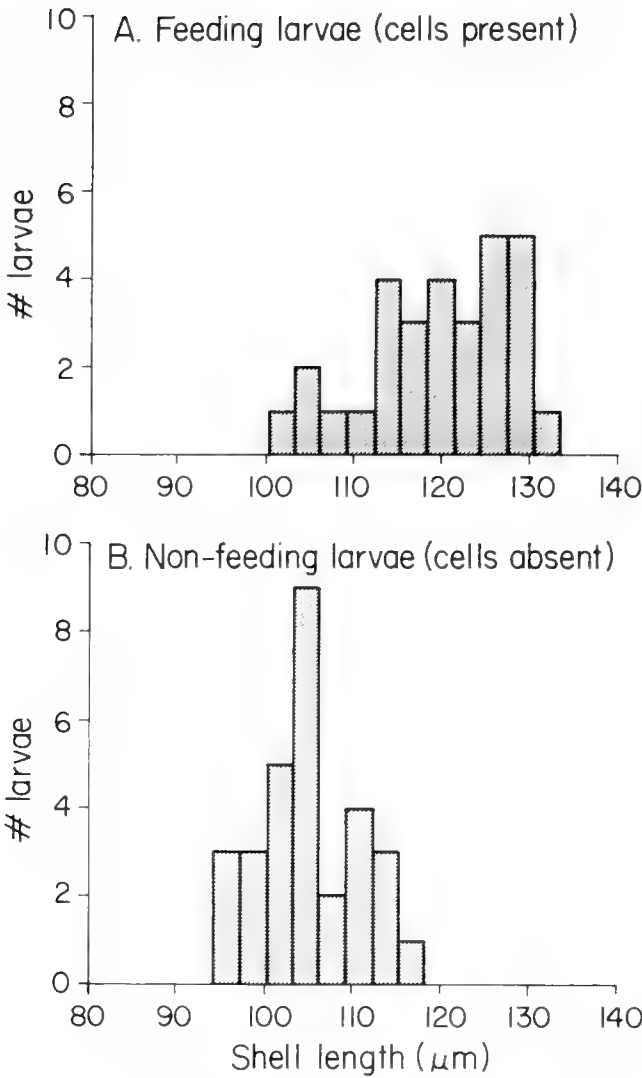 A. Feeding larvae (cells present)
10
8
6
4
2
0
# larvae
80 90 100 110 120 130 140
B. Non-feeding larvae (cells absent)
10
8
6
4
2
0
# larvae
80 90 100 110 120 130 140
Shell length (μm)